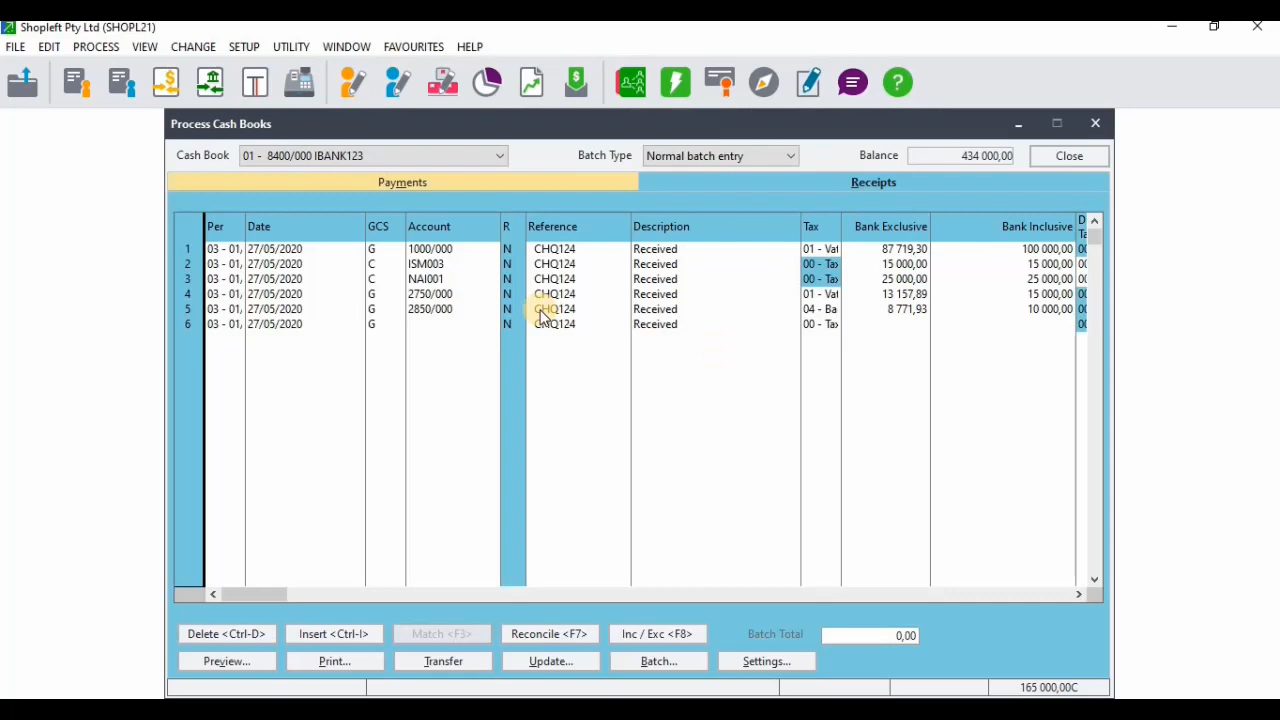 Shopleft Pty Ltd (SHOPL21)
FILE EDIT PROCESS VIEW CHANGE SETUP UTILITY WINDOW FAVOURITES HELP
Process Cash Books
Cash Book 01 - 8400/000 IBANK123 Batch Type Normal batch entry Balance 434 000,00 Close
Payments Receipts
Per Date GCS Account R Reference Description Tax Bank Exclusive Bank Inclusive D
Ta
1 03 - 01, 27/05/2020 G 1000/000 N CHQ124 Received 01 - Vat 87 719,30 100 000,00 00
2 03 - 01, 27/05/2020 C ISM003 N CHQ124 Received 00 - Tax 15 000,00 15 000,00 00
3 03 - 01, 27/05/2020 C NAI001 N CHQ124 Received 00 - Tax 25 000,00 25 000,00 00
4 03 - 01, 27/05/2020 G 2750/000 N CHQ124 Received 01 - Vat 13 157,89 15 000,00 00
5 03 - 01, 27/05/2020 G 2850/000 N CHQ124 Received 04 - Ba 8 771,93 10 000,00 00
6 03 - 01, 27/05/2020 G N CHQ124 Received 00 - Tax
Delete <Ctrl-D> Insert <Ctrl-I> Match <F3> Reconcile <F7> Inc / Exc <F8> Batch Total 0,00
Preview... Print... Transfer Update... Batch... Settings...
165 000,00C